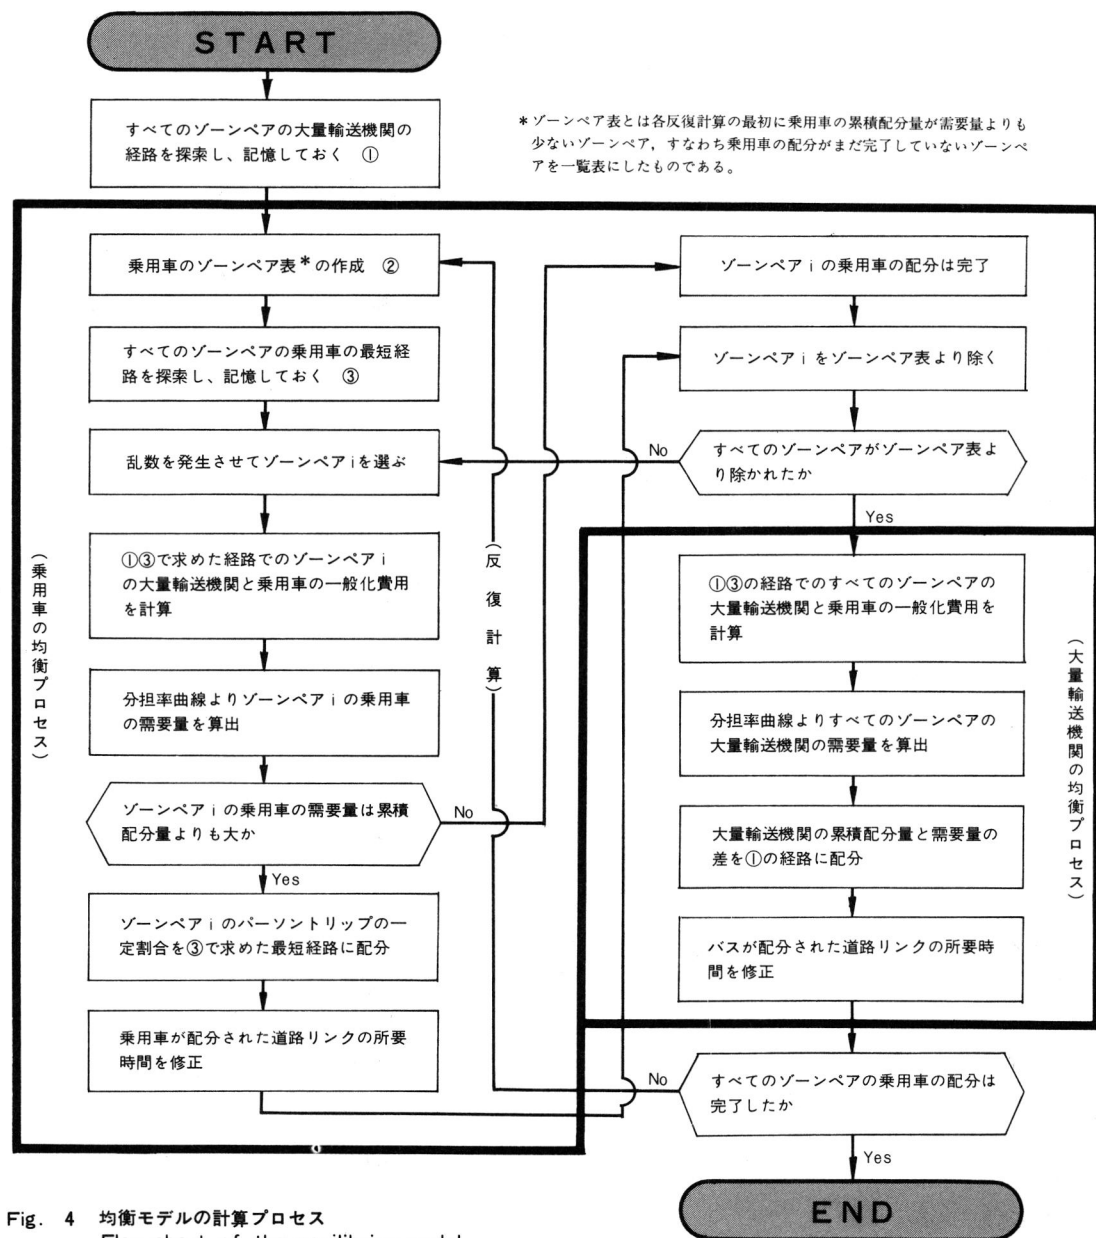 START
すべてのゾーンペアの大量輸送機関の
経路を探索し、記憶しておく ①
*ゾーンペア表とは各反復計算の最初に乗用車の累積配分量が需要量よりも
少ないゾーンペア，すなわち乗用車の配分がまだ完了していないゾーンペ
アを一覧表にしたものである。
乗用車のゾーンペア表*の作成 ②
すべてのゾーンペアの乗用車の最短経
路を探索し、記憶しておく ③
乱数を発生させてゾーンペアiを選ぶ
①③で求めた経路でのゾーンペアi
の大量輸送機関と乗用車の一般化費用
を計算
分担率曲線よりゾーンペアiの乗用車
の需要量を算出
ゾーンペアiの乗用車の需要量は累積
配分量よりも大か
No
Yes
ゾーンペアiのパーソントリップの一
定割合を③で求めた最短経路に配分
乗用車が配分された道路リンクの所要
時間を修正
(乗用車の均衡プロセス)
(反復計算)
ゾーンペアiの乗用車の配分は完了
ゾーンペアiをゾーンペア表より除く
すべてのゾーンペアがゾーンペア表よ
り除かれたか
No
Yes
①③の経路でのすべてのゾーンペアの
大量輸送機関と乗用車の一般化費用を
計算
分担率曲線よりすべてのゾーンペアの
大量輸送機関の需要量を算出
大量輸送機関の累積配分量と需要量の
差を①の経路に配分
バスが配分された道路リンクの所要時
間を修正
(大量輸送機関の均衡プロセス)
すべてのゾーンペアの乗用車の配分は
完了したか
No
Yes
END
Fig. 4 均衡モデルの計算プロセス